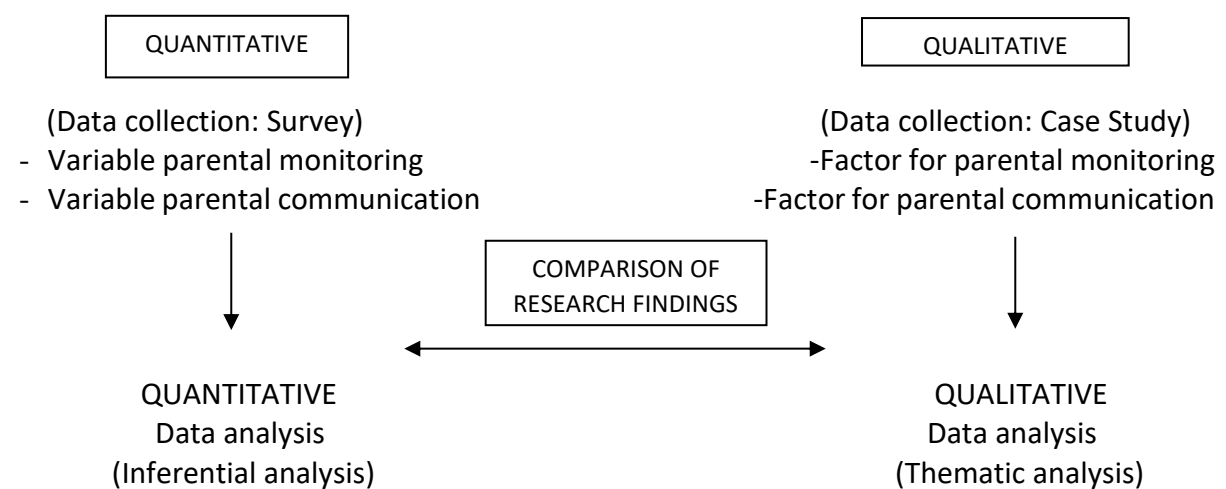 QUANTITATIVE
(Data collection: Survey)
- Variable parental monitoring
- Variable parental communication
QUALITATIVE
(Data collection: Case Study)
-Factor for parental monitoring
-Factor for parental communication
COMPARISON OF
RESEARCH FINDINGS
QUANTITATIVE
Data analysis
(Inferential analysis)
QUALITATIVE
Data analysis
(Thematic analysis)